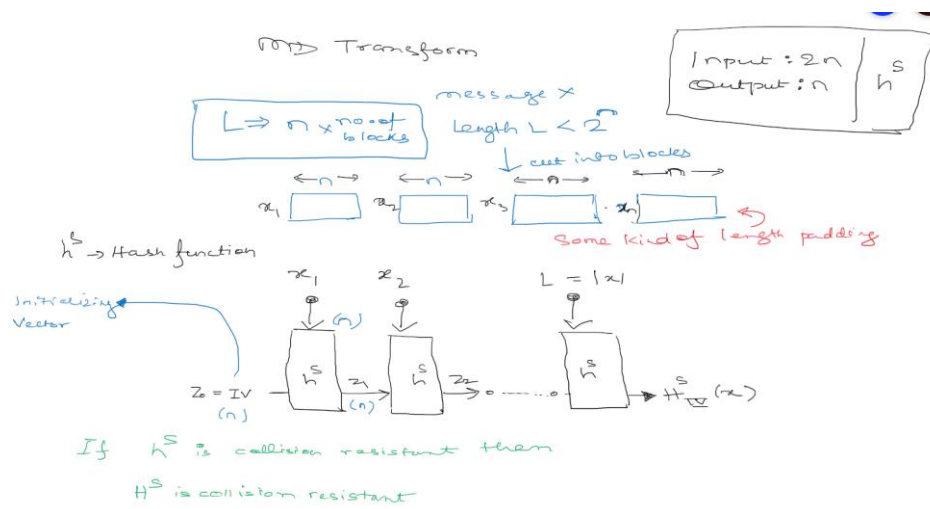 MD Transform
Input : 2n
Output : n
h^S
message x
L ⇒ n × no. of blocks
Length L < 2^n
↓ cut into blocks
←n→ ←n→ ←n→ ←n→
x₁ x₂ x₃ . xₙ
Some kind of length padding
h^S → Hash function
x₁ x₂ L = |x|
Initializing
Vector
(n)
h^S h^S h^S
Z₀ = IV Z₁ Z₂ ........ H^S_IV (x)
(n) (n)
If h^S is collision resistant then
H^S is collision resistant